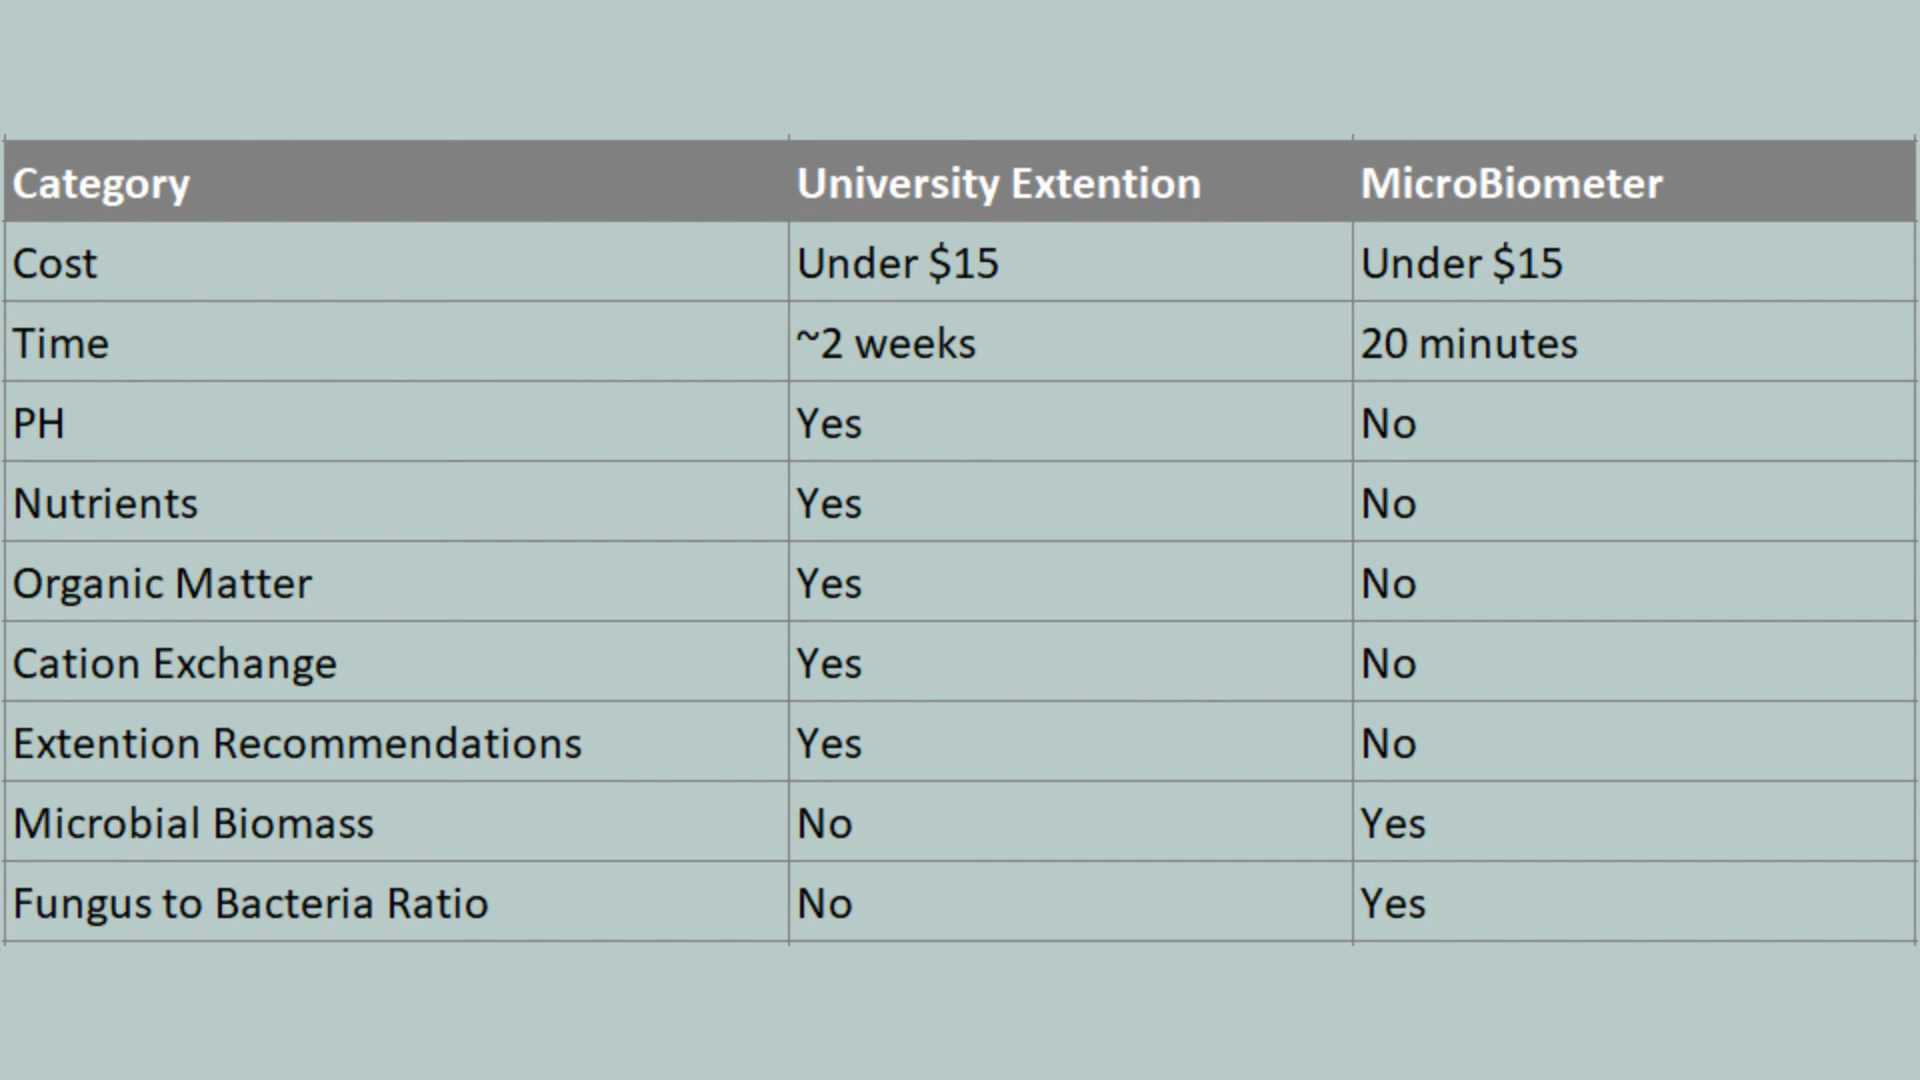 Category University Extention MicroBiometer
Cost Under $15 Under $15
Time ~2 weeks 20 minutes
PH Yes No
Nutrients Yes No
Organic Matter Yes No
Cation Exchange Yes No
Extention Recommendations Yes No
Microbial Biomass No Yes
Fungus to Bacteria Ratio No Yes